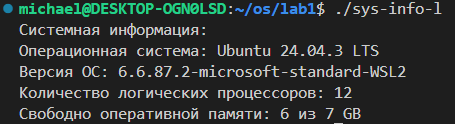 michael@DESKTOP-OGN0LSD:~/os/lab1$ ./sys-info-l
Системная информация:
Операционная система: Ubuntu 24.04.3 LTS
Версия ОС: 6.6.87.2-microsoft-standard-WSL2
Количество логических процессоров: 12
Свободно оперативной памяти: 6 из 7 GB